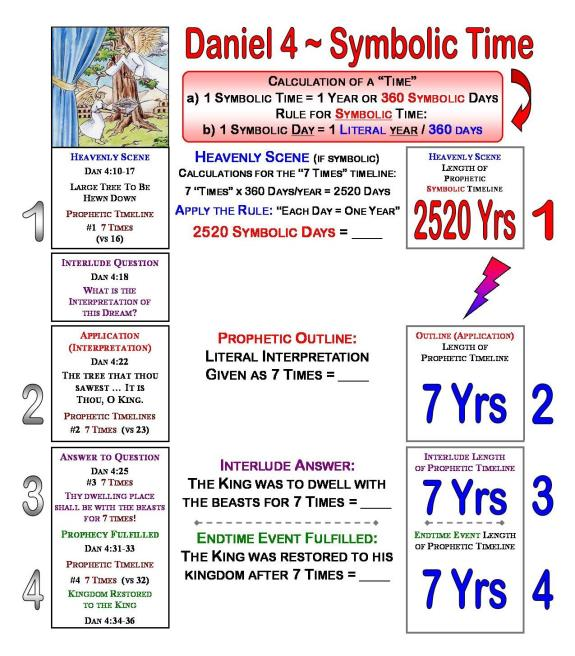 Daniel 4 ~ Symbolic Time
CALCULATION OF A “TIME”
a) 1 SYMBOLIC TIME = 1 YEAR OR 360 SYMBOLIC DAYS
RULE FOR SYMBOLIC TIME:
b) 1 SYMBOLIC DAY = 1 LITERAL YEAR / 360 DAYS
1
HEAVENLY SCENE
DAN 4:10-17
LARGE TREE TO BE
HEWN DOWN
PROPHETIC TIMELINE
#1 7 TIMES
(VS 16)
HEAVENLY SCENE (IF SYMBOLIC)
CALCULATIONS FOR THE “7 TIMES” TIMELINE:
7 “TIMES” X 360 DAYS/YEAR = 2520 DAYS
APPLY THE RULE: “EACH DAY = ONE YEAR”
2520 SYMBOLIC DAYS = ____
HEAVENLY SCENE
LENGTH OF
PROPHETIC
SYMBOLIC TIMELINE
2520 Yrs
1
INTERLUDE QUESTION
DAN 4:18
WHAT IS THE
INTERPRETATION OF
THIS DREAM?
2
APPLICATION
(INTERPRETATION)
DAN 4:22
THE TREE THAT THOU
SAWEST ... IT IS
THOU, O KING.
PROPHETIC TIMELINES
#2 7 TIMES (VS 23)
PROPHETIC OUTLINE:
LITERAL INTERPRETATION
GIVEN AS 7 TIMES = ____
OUTLINE (APPLICATION)
LENGTH OF
PROPHETIC TIMELINE
7 Yrs
2
3
ANSWER TO QUESTION
DAN 4:25
#3 7 TIMES
THY DWELLING PLACE
SHALL BE WITH THE BEASTS
FOR 7 TIMES!
INTERLUDE ANSWER:
THE KING WAS TO DWELL WITH
THE BEASTS FOR 7 TIMES = ____
INTERLUDE LENGTH
OF PROPHETIC TIMELINE
7 Yrs
3
4
PROPHECY FULFILLED
DAN 4:31-33
PROPHETIC TIMELINE
#4 7 TIMES (VS 32)
KINGDOM RESTORED
TO THE KING
DAN 4:34-36
ENDTIME EVENT FULFILLED:
THE KING WAS RESTORED TO HIS
KINGDOM AFTER 7 TIMES = ____
ENDTIME EVENT LENGTH
OF PROPHETIC TIMELINE
7 Yrs
4